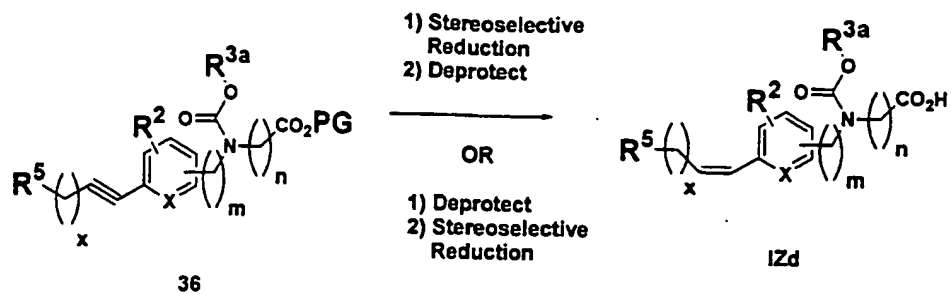 1) Stereoselective
Reduction
2) Deprotect
OR
1) Deprotect
2) Stereoselective
Reduction
R3a
O
O
N
R2
CO2PG
n
m
R5
x
X
36
R3a
O
O
N
R2
CO2H
n
m
R5
x
X
IZd